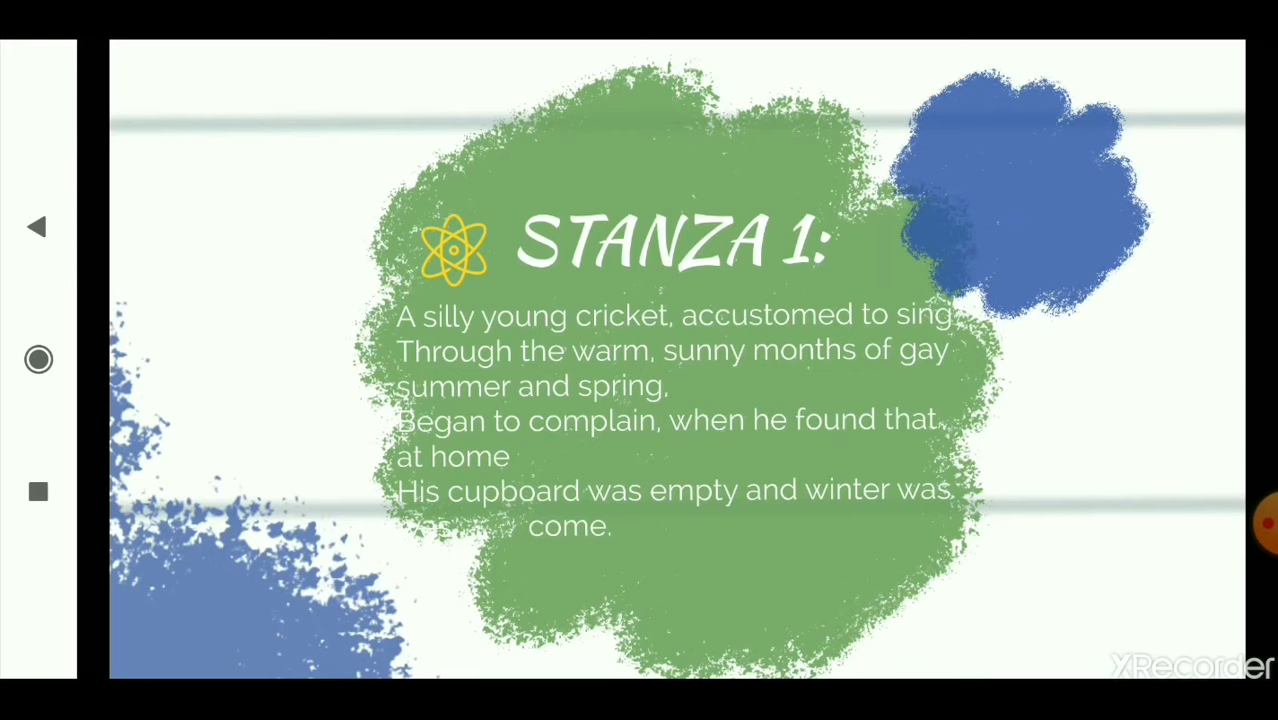 STANZA 1:
A silly young cricket, accustomed to sing
Through the warm, sunny months of gay
summer and spring,
Began to complain, when he found that,
at home
His cupboard was empty and winter was
come.
XRecorder